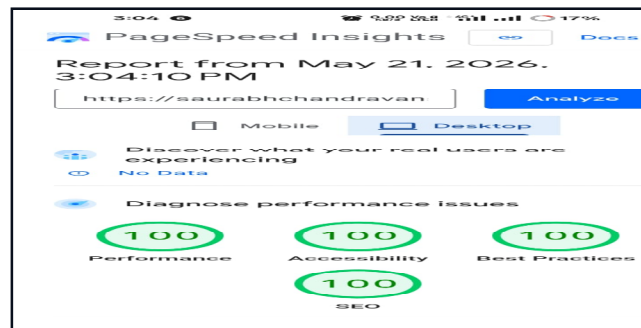 3:04
17%
PageSpeed Insights
Docs
Report from May 21, 2026,
3:04:10 PM
https://saurabhchandravan
Analyze
Mobile
Desktop
Discover what your real users are
experiencing
No Data
Diagnose performance issues
100
100
100
Performance
Accessibility
Best Practices
100
SEO